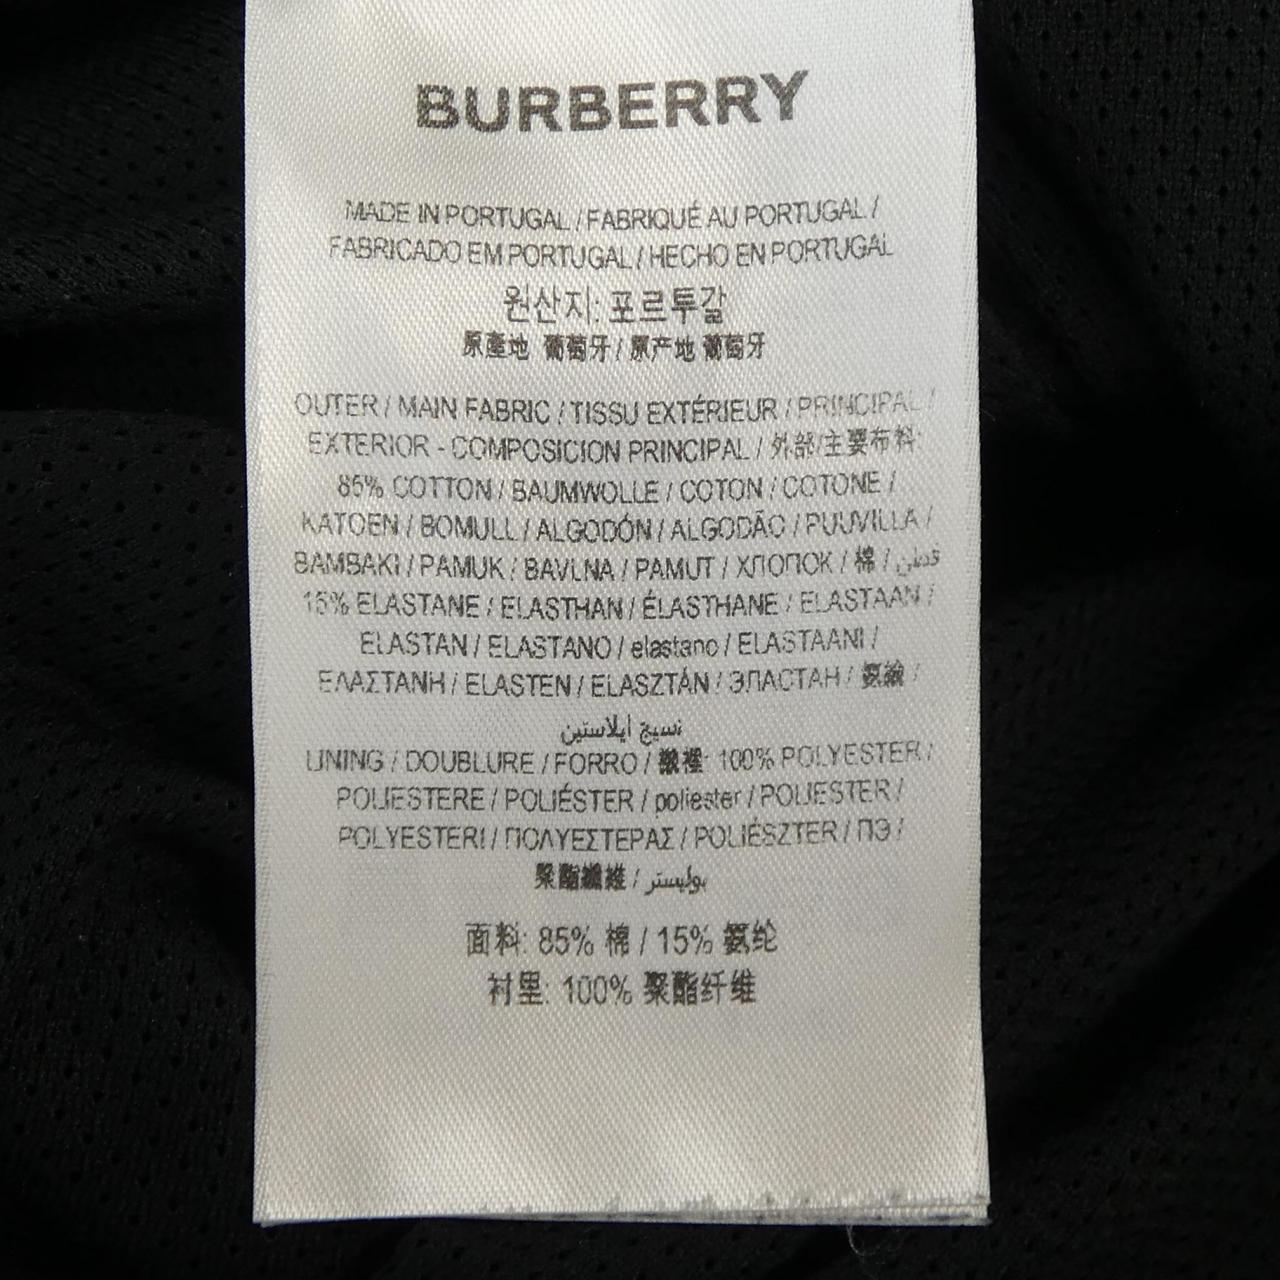 BURBERRY
MADE IN PORTUGAL / FABRIQUÉ AU PORTUGAL /
FABRICADO EM PORTUGAL / HECHO EN PORTUGAL
원산지: 포르투갈
原產地 葡萄牙 / 原产地 葡萄牙
OUTER / MAIN FABRIC / TISSU EXTÉRIEUR / PRINCIPAL /
EXTERIOR - COMPOSICION PRINCIPAL / 外部/主要布料:
85% COTTON / BAUMWOLLE / COTON / COTONE /
KATOEN / BOMULL / ALGODÓN / ALGODÃO / PUUVILLA /
BAMBAKI / PAMUK / BAVLNA / PAMUT / ХЛОПОК / 棉 / قطن
15% ELASTANE / ELASTHAN / ÉLASTHANE / ELASTAAN /
ELASTAN / ELASTANO / elastano / ELASTAANI /
ΕΛΑΣΤΑΝΗ / ELASTEN / ELASZTÁN / ЭЛАСТАН / 氨綸 /
نسيج ايلاستين
LINING / DOUBLURE / FORRO / 襯裡: 100% POLYESTER /
POLIESTERE / POLIÉSTER / poliester / POLIESTER /
POLYESTERI / ΠΟΛΥΕΣΤΕΡΑΣ / POLIÉSZTER / ПЭ /
聚酯纖維 / بوليستر
面料: 85% 棉 / 15% 氨纶
衬里: 100% 聚酯纤维